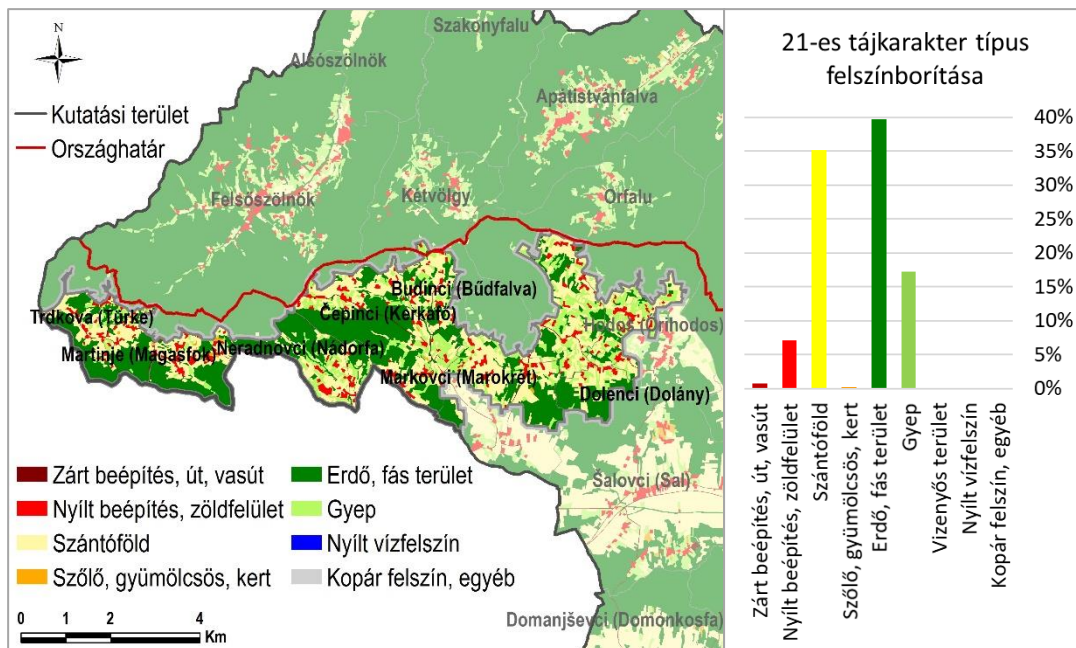 N
Kutatási terület
Országhatár
Szakonyfalu
Alsószölnök
Apátistvánfalva
Felsőszölnök
Kétvölgy
Orfalu
Budinci (Bűdfalva)
Trdkova (Türke)
Čepinci (Kerkafő)
Hodoš (Őrihodos)
Martinje (Magasfok)
Neradnovci (Nádorfa)
Markovci (Marokrét)
Dolenci (Dolány)
Šalovci (Sal)
Domanjševci (Domonkosfa)
Zárt beépítés, út, vasút
Nyílt beépítés, zöldfelület
Szántóföld
Szőlő, gyümölcsös, kert
Erdő, fás terület
Gyep
Nyílt vízfelszín
Kopár felszín, egyéb
0 1 2 4
Km
21-es tájkarakter típus
felszínborítása
40%
35%
30%
25%
20%
15%
10%
5%
0%
Zárt beépítés, út, vasút
Nyílt beépítés, zöldfelület
Szántóföld
Szőlő, gyümölcsös, kert
Erdő, fás terület
Gyep
Vizenyős terület
Nyílt vízfelszín
Kopár felszín, egyéb